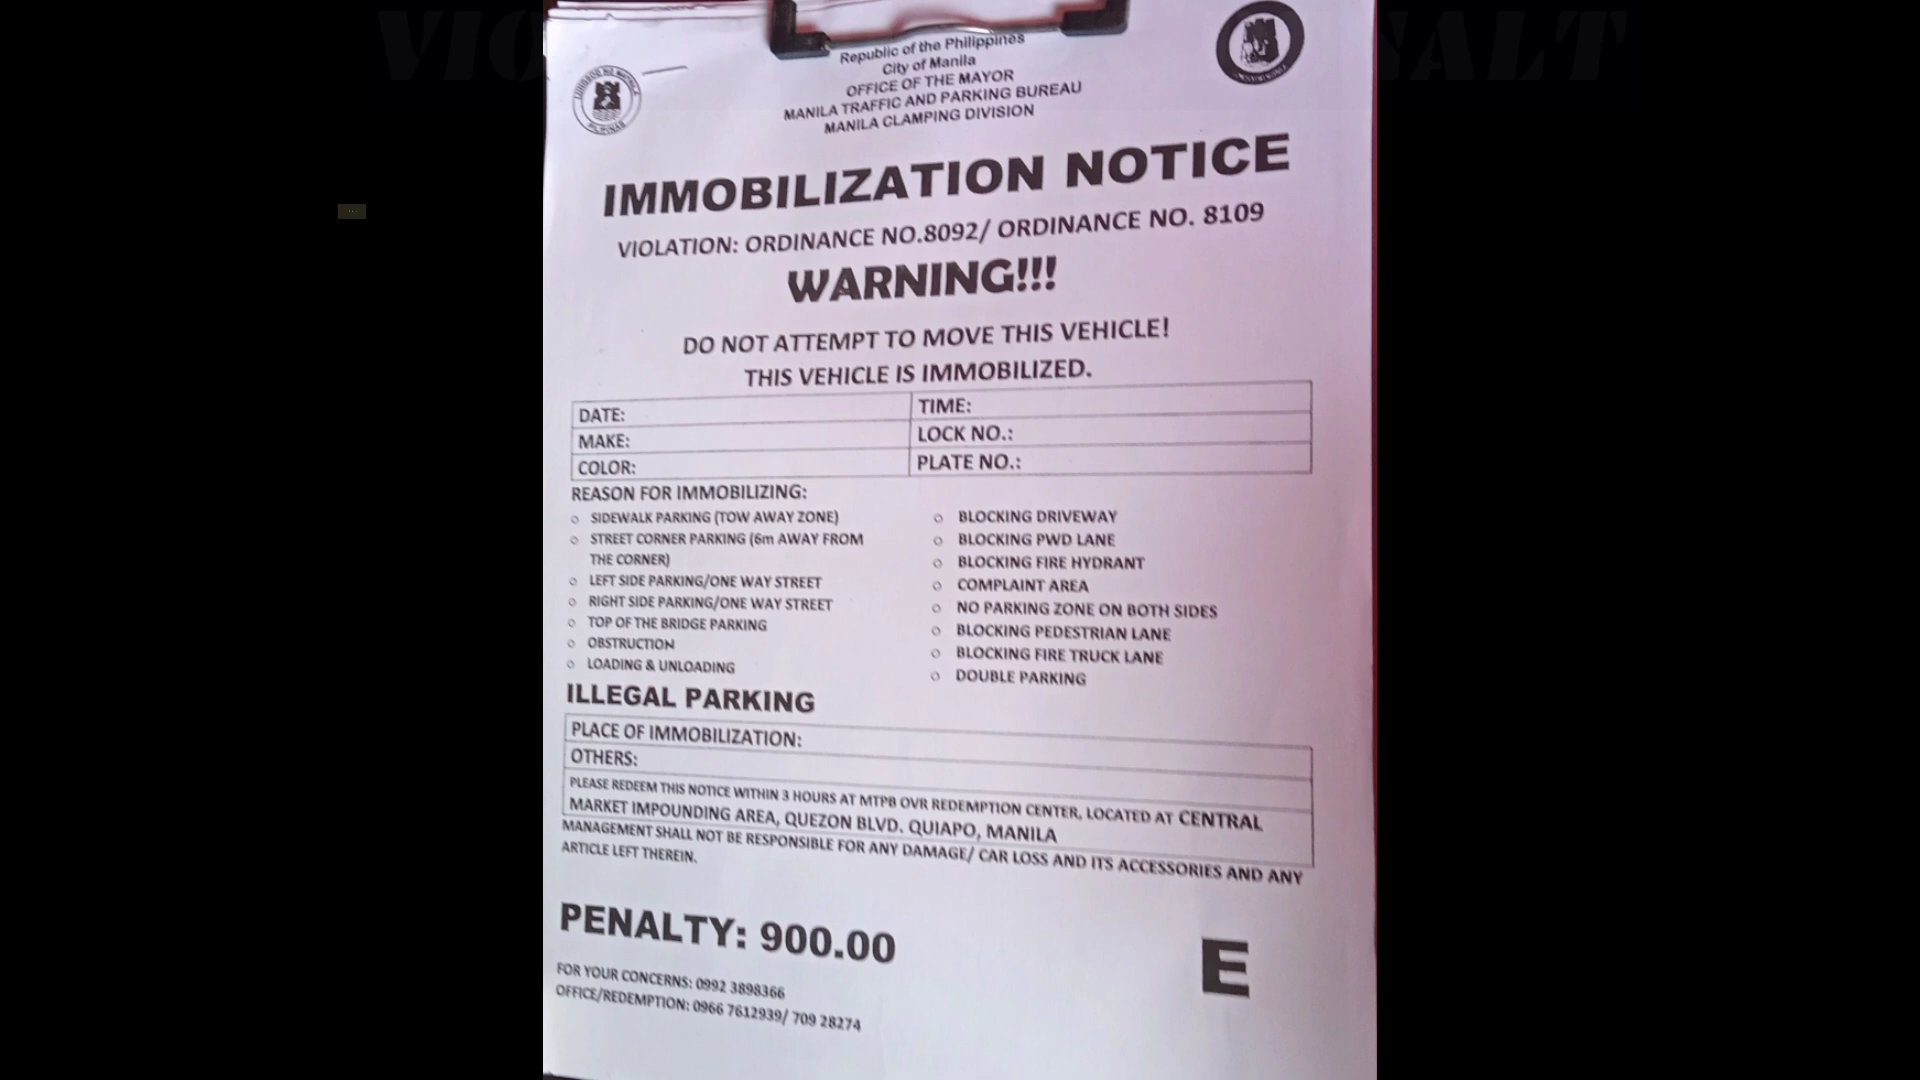 Republic of the Philippines
City of Manila
OFFICE OF THE MAYOR
MANILA TRAFFIC AND PARKING BUREAU
MANILA CLAMPING DIVISION
IMMOBILIZATION NOTICE
VIOLATION: ORDINANCE NO.8092/ ORDINANCE NO. 8109
WARNING!!!
DO NOT ATTEMPT TO MOVE THIS VEHICLE!
THIS VEHICLE IS IMMOBILIZED.
DATE: TIME:
MAKE: LOCK NO.:
COLOR: PLATE NO.:
REASON FOR IMMOBILIZING:
SIDEWALK PARKING (TOW AWAY ZONE)
STREET CORNER PARKING (6m AWAY FROM
THE CORNER)
LEFT SIDE PARKING/ONE WAY STREET
RIGHT SIDE PARKING/ONE WAY STREET
TOP OF THE BRIDGE PARKING
OBSTRUCTION
LOADING & UNLOADING
BLOCKING DRIVEWAY
BLOCKING PWD LANE
BLOCKING FIRE HYDRANT
COMPLAINT AREA
NO PARKING ZONE ON BOTH SIDES
BLOCKING PEDESTRIAN LANE
BLOCKING FIRE TRUCK LANE
DOUBLE PARKING
ILLEGAL PARKING
PLACE OF IMMOBILIZATION:
OTHERS:
PLEASE REDEEM THIS NOTICE WITHIN 3 HOURS AT MTPB OVR REDEMPTION CENTER, LOCATED AT CENTRAL
MARKET IMPOUNDING AREA, QUEZON BLVD. QUIAPO, MANILA
MANAGEMENT SHALL NOT BE RESPONSIBLE FOR ANY DAMAGE/ CAR LOSS AND ITS ACCESSORIES AND ANY
ARTICLE LEFT THEREIN.
PENALTY: 900.00
E
FOR YOUR CONCERNS: 0992 3898366
OFFICE/REDEMPTION: 0966 7612939/ 709 28274